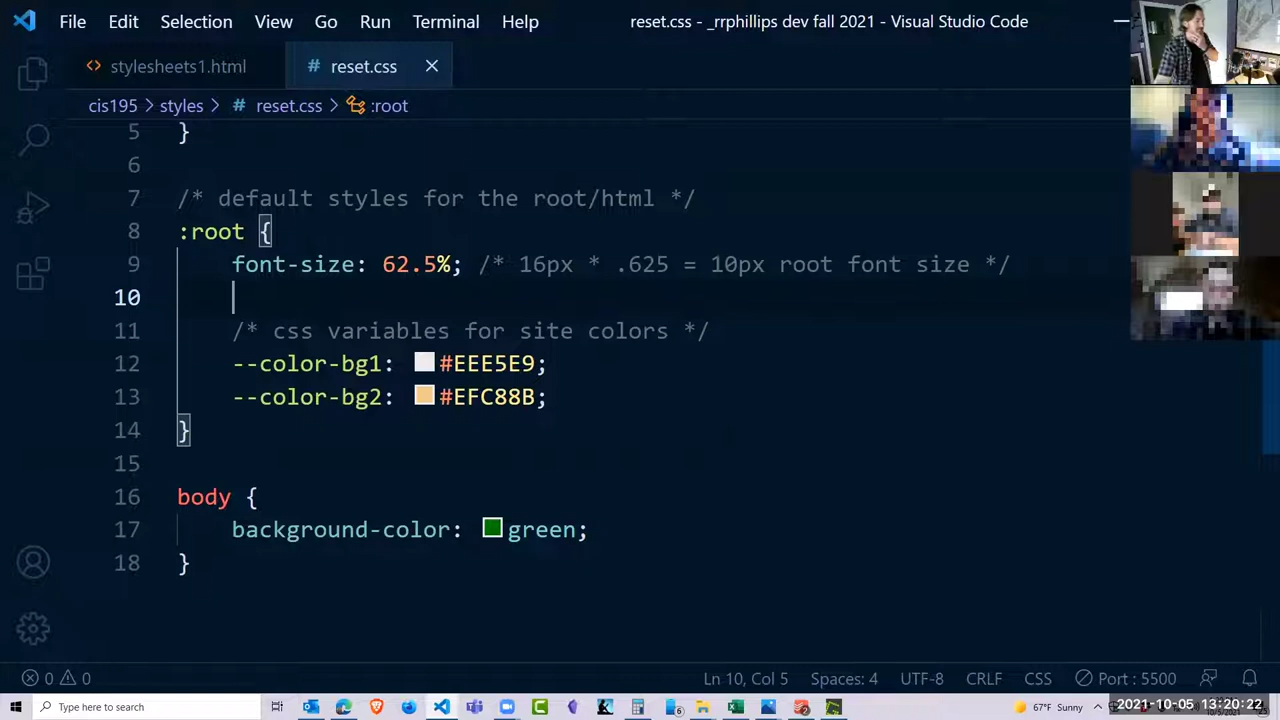 File Edit Selection View Go Run Terminal Help reset.css - _rrphillips dev fall 2021 - Visual Studio Code
<> stylesheets1.html # reset.css ×
cis195 > styles > # reset.css > :root
5 }
6
7 /* default styles for the root/html */
8 :root {
9 font-size: 62.5%; /* 16px * .625 = 10px root font size */
10
11 /* css variables for site colors */
12 --color-bg1: #EEE5E9;
13 --color-bg2: #EFC88B;
14 }
15
16 body {
17 background-color: green;
18 }
0 0 Ln 10, Col 5 Spaces: 4 UTF-8 CRLF CSS Port : 5500
Type here to search 67°F Sunny 2021-10-05 13:20:22